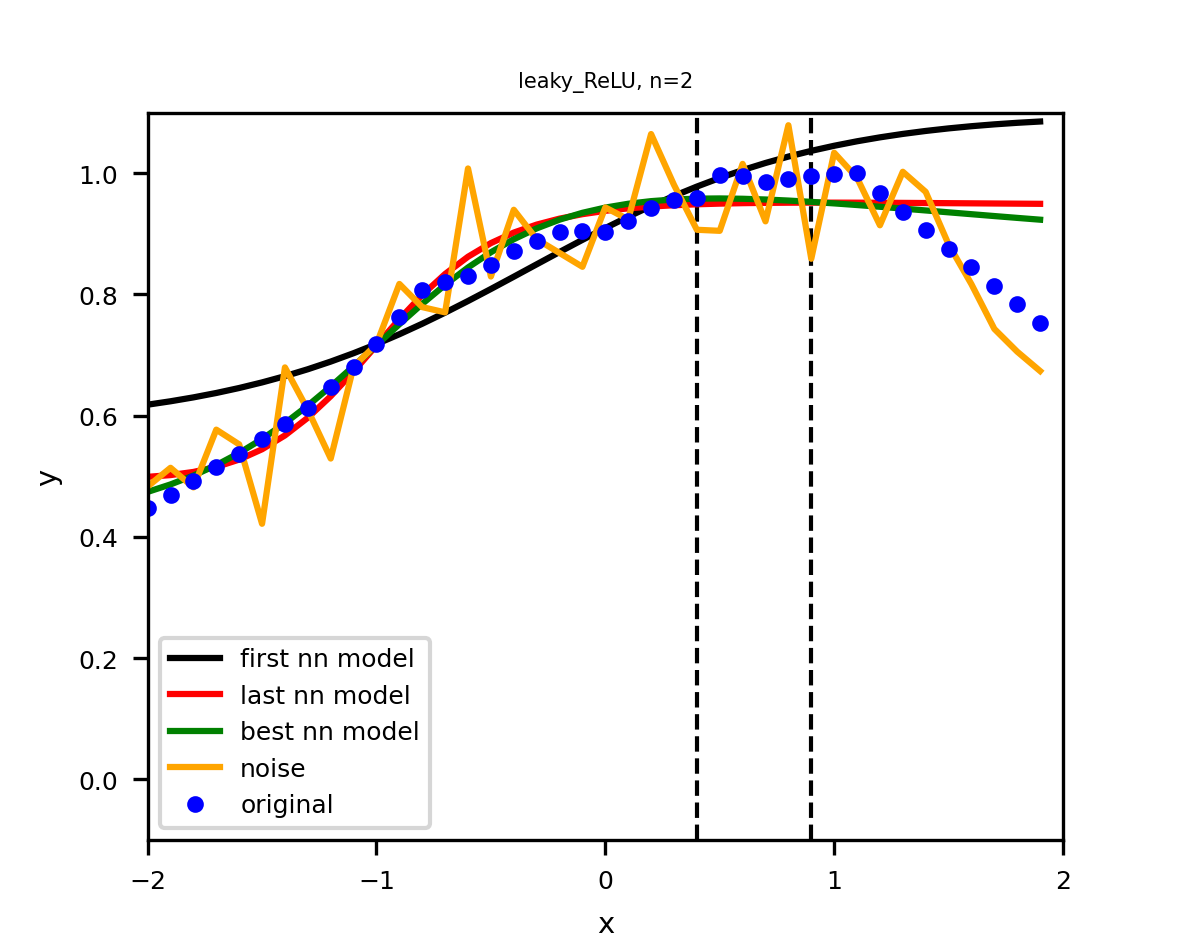 leaky_ReLU, n=2
1.0
0.8
0.6
0.4
0.2
0.0
y
first nn model
last nn model
best nn model
noise
original
−2
−1
0
1
2
x